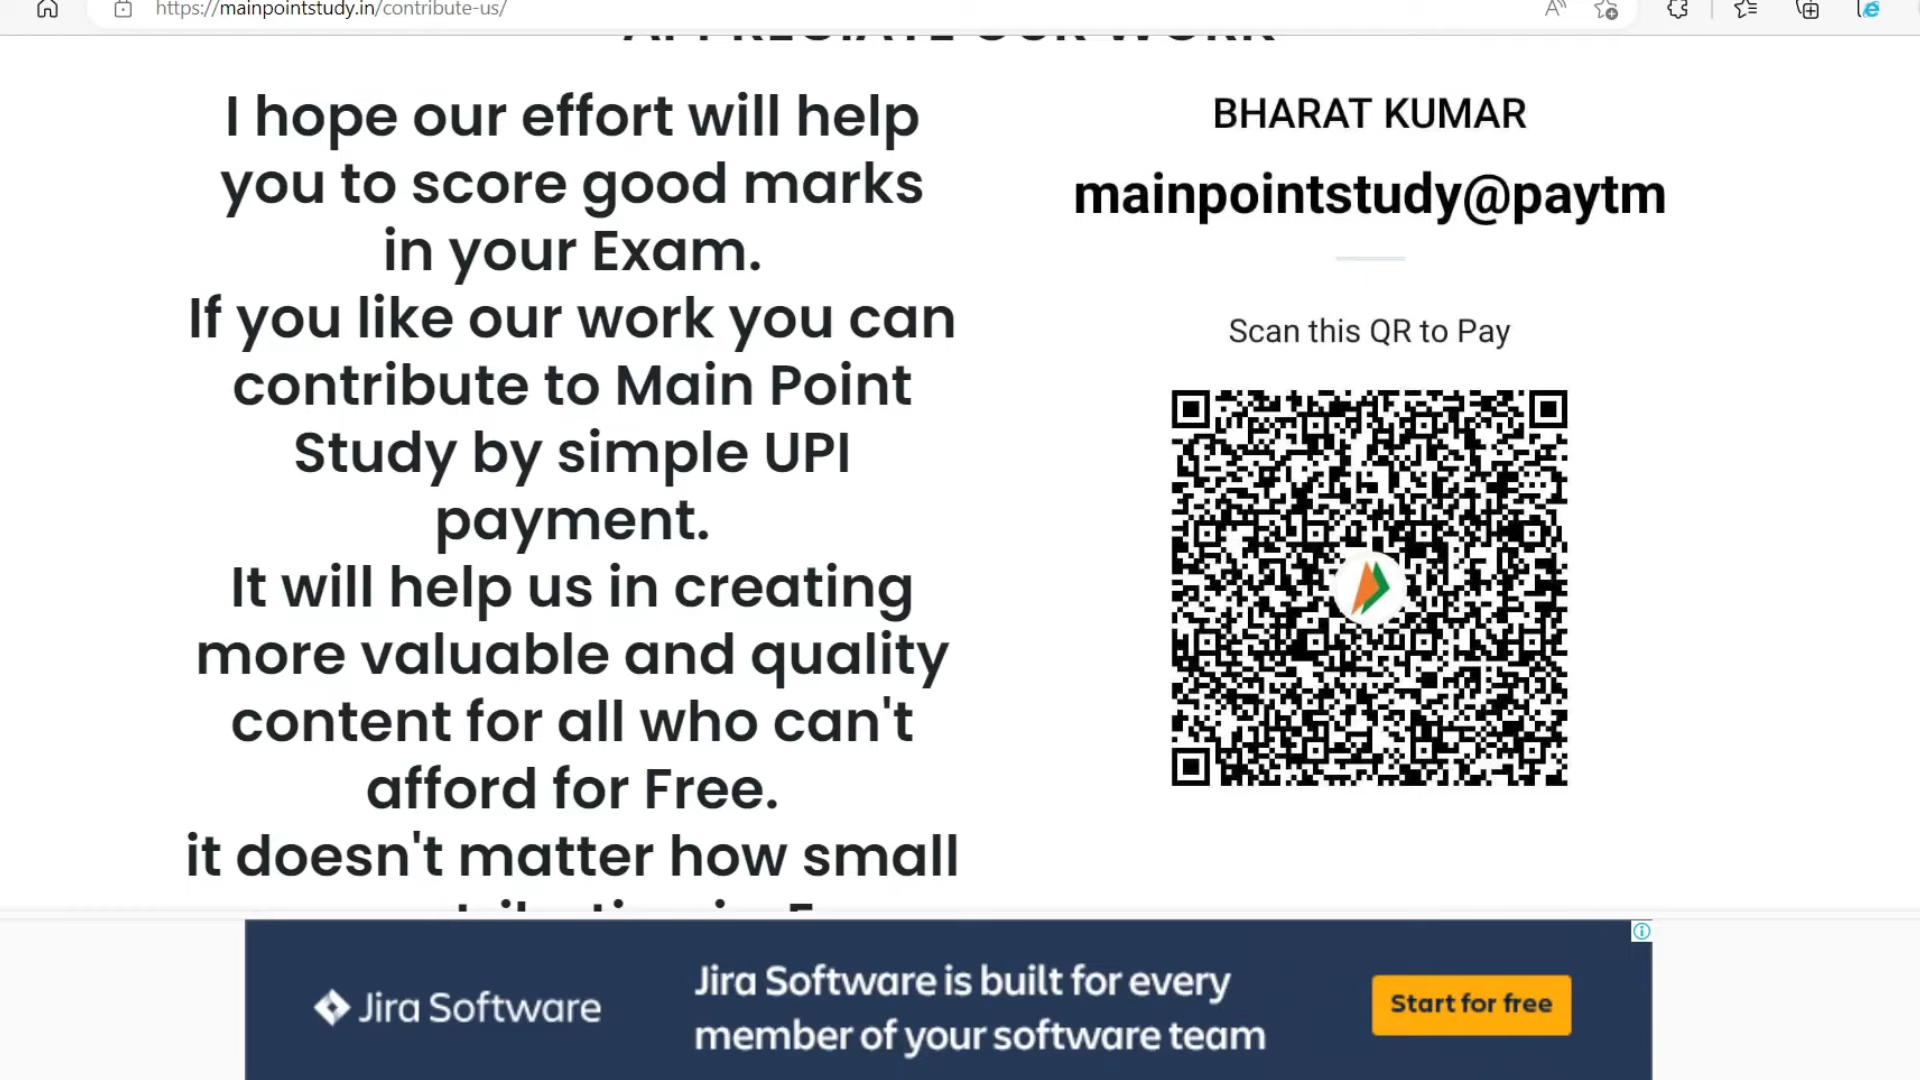 https://mainpointstudy.in/contribute-us/
APPRECIATE OUR WORK
I hope our effort will help
you to score good marks
in your Exam.
If you like our work you can
contribute to Main Point
Study by simple UPI
payment.
It will help us in creating
more valuable and quality
content for all who can't
afford for Free.
it doesn't matter how small
BHARAT KUMAR
mainpointstudy@paytm
Scan this QR to Pay
Jira Software
Jira Software is built for every
member of your software team
Start for free